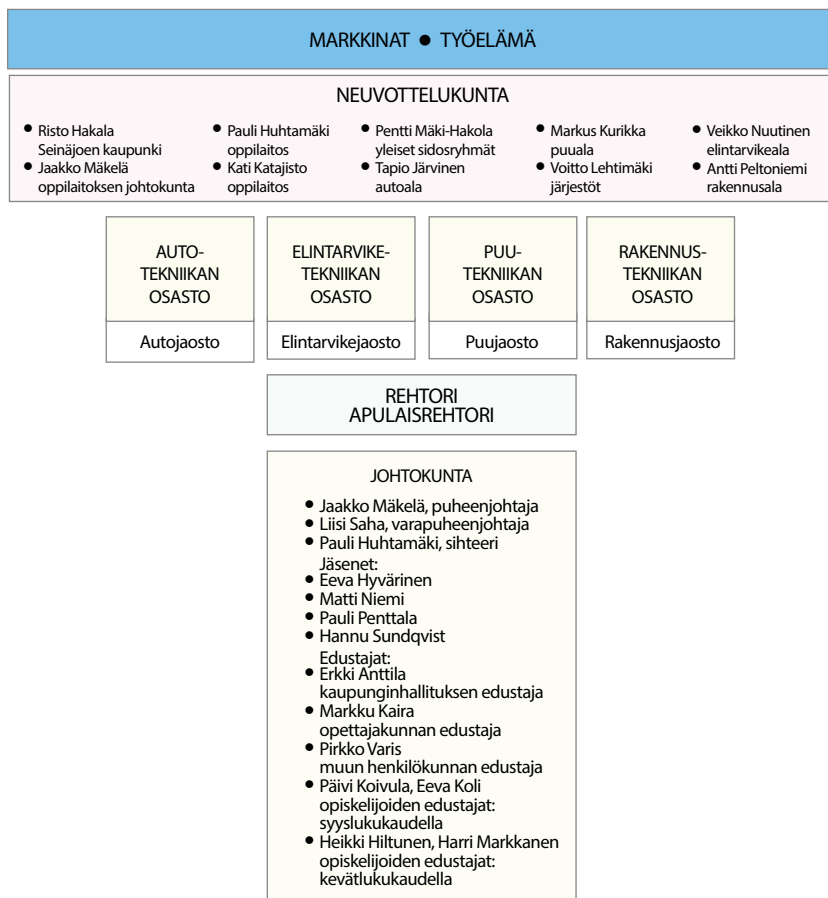 MARKKINAT ● TYÖELÄMÄ
NEUVOTTELUKUNTA
● Risto Hakala
Seinäjoen kaupunki
● Jaakko Mäkelä
oppilaitoksen johtokunta
● Pauli Huhtamäki
oppilaitos
● Kati Katajisto
oppilaitos
● Pentti Mäki-Hakola
yleiset sidosryhmät
● Tapio Järvinen
autoala
● Markus Kurikka
puuala
● Voitto Lehtimäki
järjestöt
● Veikko Nuutinen
elintarvikeala
● Antti Peltoniemi
rakennusala
AUTO-
TEKNIIKAN
OSASTO
Autojaosto
ELINTARVIKE-
TEKNIIKAN
OSASTO
Elintarvikejaosto
PUU-
TEKNIIKAN
OSASTO
Puujaosto
RAKENNUS-
TEKNIIKAN
OSASTO
Rakennusjaosto
REHTORI
APULAISREHTORI
JOHTOKUNTA
● Jaakko Mäkelä, puheenjohtaja
● Liisi Saha, varapuheenjohtaja
● Pauli Huhtamäki, sihteeri
Jäsenet:
● Eeva Hyvärinen
● Matti Niemi
● Pauli Penttala
● Hannu Sundqvist
Edustajat:
● Erkki Anttila
kaupunginhallituksen edustaja
● Markku Kaira
opettajakunnan edustaja
● Pirkko Varis
muun henkilökunnan edustaja
● Päivi Koivula, Eeva Koli
opiskelijoiden edustajat:
syyslukukaudella
● Heikki Hiltunen, Harri Markkanen
opiskelijoiden edustajat:
kevätlukukaudella